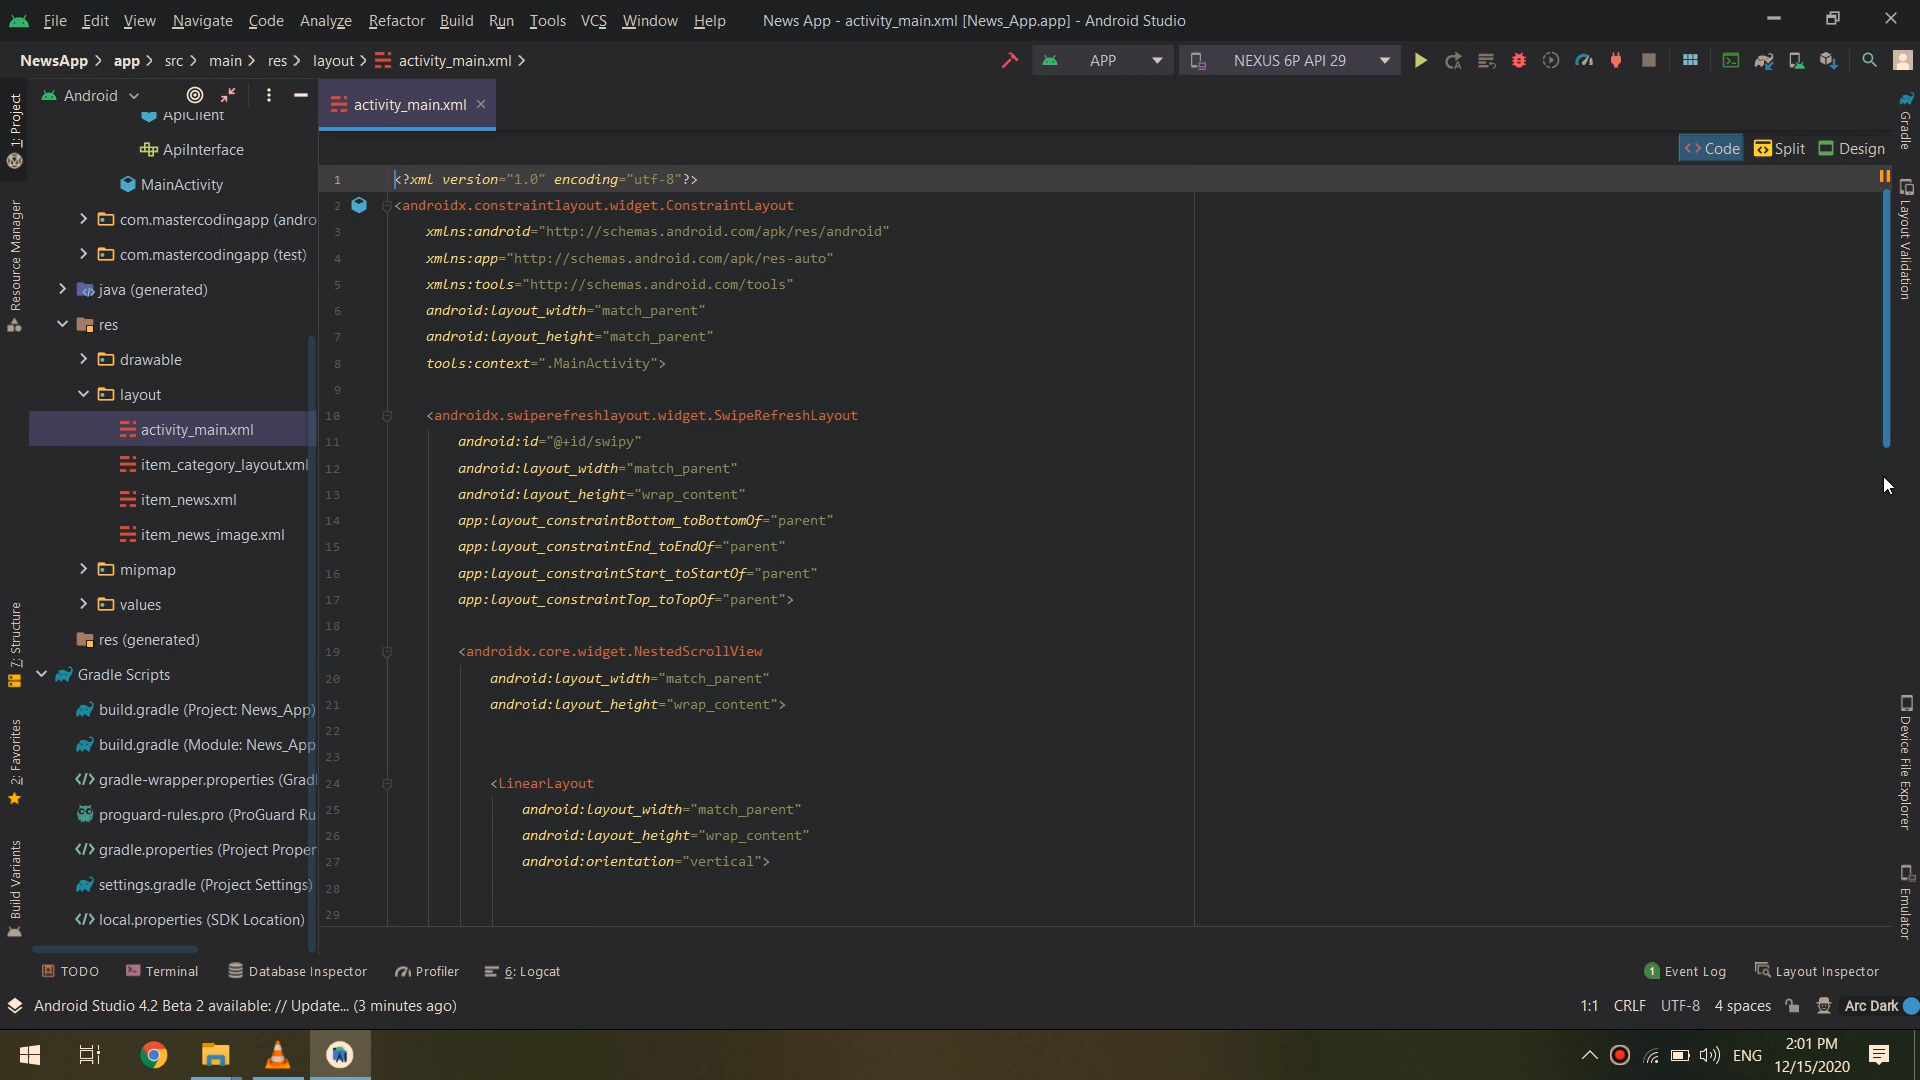 File Edit View Navigate Code Analyze Refactor Build Run Tools VCS Window Help News App - activity_main.xml [News_App.app] - Android Studio
NewsApp app src main res layout activity_main.xml APP NEXUS 6P API 29
Android activity_main.xml
Code Split Design
ApiClient
ApiInterface
MainActivity
com.mastercodingapp (andro
com.mastercodingapp (test)
java (generated)
res
drawable
layout
activity_main.xml
item_category_layout.xml
item_news.xml
item_news_image.xml
mipmap
values
res (generated)
Gradle Scripts
build.gradle (Project: News_App)
build.gradle (Module: News_App
gradle-wrapper.properties (Grad
proguard-rules.pro (ProGuard Ru
gradle.properties (Project Proper
settings.gradle (Project Settings)
local.properties (SDK Location)
1: Project
Resource Manager
7: Structure
2: Favorites
Build Variants
1 <?xml version="1.0" encoding="utf-8"?>
2 <androidx.constraintlayout.widget.ConstraintLayout
3 xmlns:android="http://schemas.android.com/apk/res/android"
4 xmlns:app="http://schemas.android.com/apk/res-auto"
5 xmlns:tools="http://schemas.android.com/tools"
6 android:layout_width="match_parent"
7 android:layout_height="match_parent"
8 tools:context=".MainActivity">
9
10 <androidx.swiperefreshlayout.widget.SwipeRefreshLayout
11 android:id="@+id/swipy"
12 android:layout_width="match_parent"
13 android:layout_height="wrap_content"
14 app:layout_constraintBottom_toBottomOf="parent"
15 app:layout_constraintEnd_toEndOf="parent"
16 app:layout_constraintStart_toStartOf="parent"
17 app:layout_constraintTop_toTopOf="parent">
18
19 <androidx.core.widget.NestedScrollView
20 android:layout_width="match_parent"
21 android:layout_height="wrap_content">
22
23
24 <LinearLayout
25 android:layout_width="match_parent"
26 android:layout_height="wrap_content"
27 android:orientation="vertical">
28
29
Gradle
Layout Validation
Device File Explorer
Emulator
TODO Terminal Database Inspector Profiler 6: Logcat 1 Event Log Layout Inspector
Android Studio 4.2 Beta 2 available: // Update... (3 minutes ago) 1:1 CRLF UTF-8 4 spaces Arc Dark
ENG 2:01 PM
12/15/2020